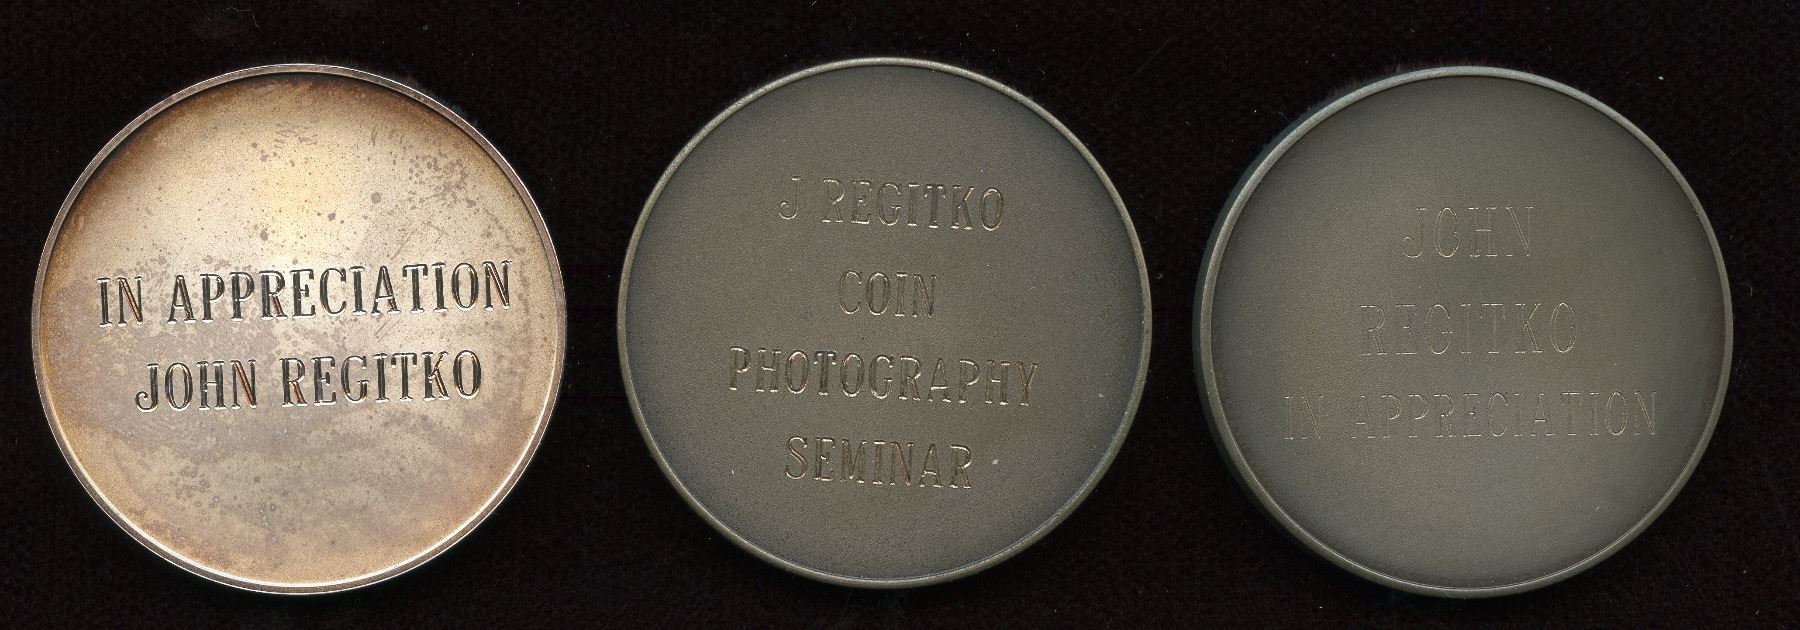 IN APPRECIATION
JOHN REGITKO
J REGITKO
COIN
PHOTOGRAPHY
SEMINAR
JOHN
REGITKO
IN APPRECIATION